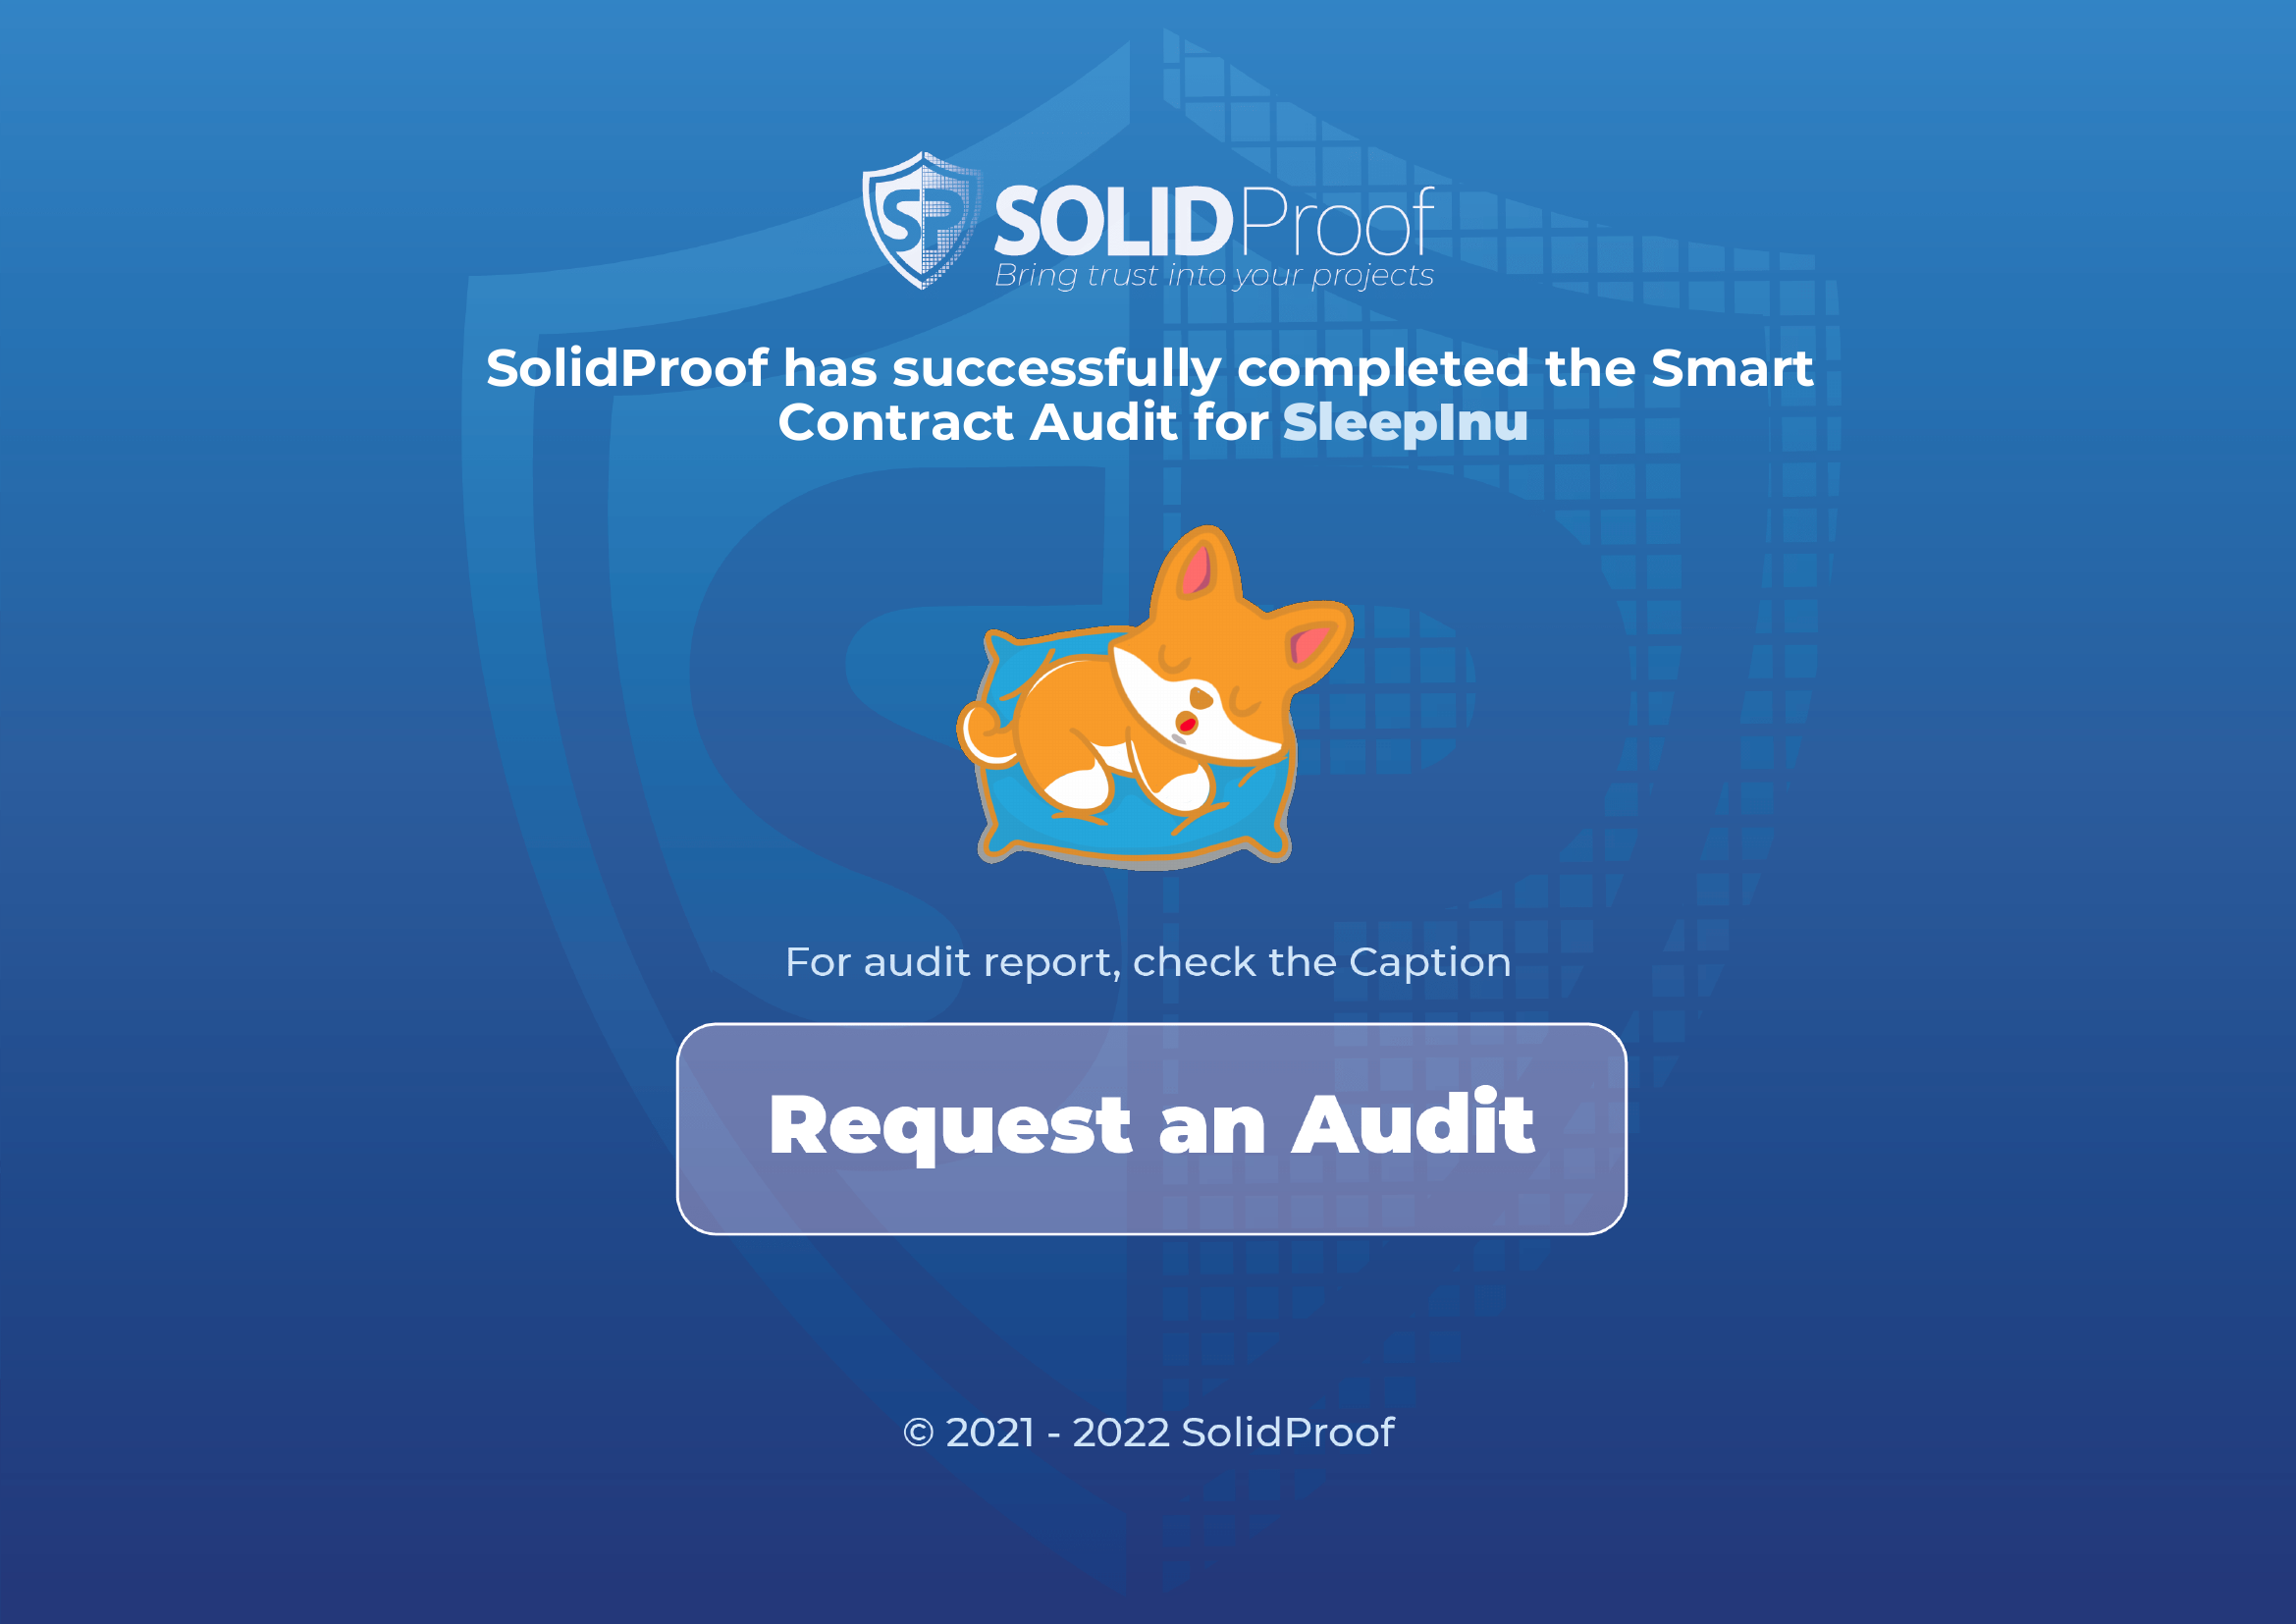 SP SOLIDProof
Bring trust into your projects
SolidProof has successfully completed the Smart
Contract Audit for SleepInu
For audit report, check the Caption
Request an Audit
© 2021 - 2022 SolidProof